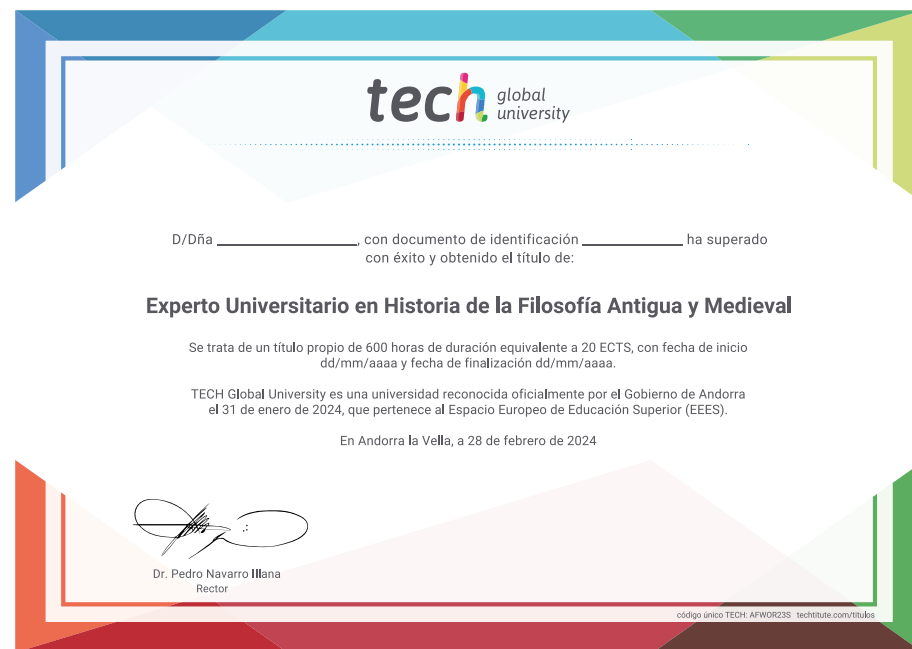 tech global
university
D/Dña ____________________, con documento de identificación ______________ ha superado
con éxito y obtenido el título de:
Experto Universitario en Historia de la Filosofía Antigua y Medieval
Se trata de un título propio de 600 horas de duración equivalente a 20 ECTS, con fecha de inicio
dd/mm/aaaa y fecha de finalización dd/mm/aaaa.
TECH Global University es una universidad reconocida oficialmente por el Gobierno de Andorra
el 31 de enero de 2024, que pertenece al Espacio Europeo de Educación Superior (EEES).
En Andorra la Vella, a 28 de febrero de 2024
Dr. Pedro Navarro Illana
Rector
código único TECH: AFWOR23S techtitute.com/titulos